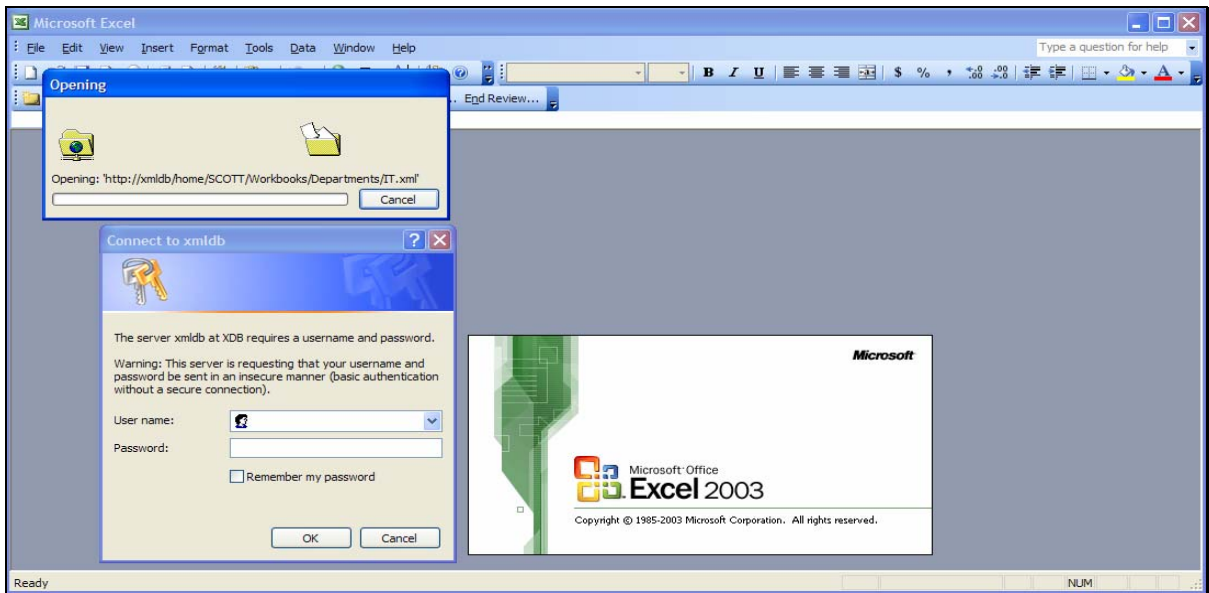 Microsoft Excel
File Edit View Insert Format Tools Data Window Help
Type a question for help
B I U $ % , .00 .00 A
Opening
End Review...
Opening: 'http://xmldb/home/SCOTT/Workbooks/Departments/IT.xml'
Cancel
Connect to xmldb
The server xmldb at XDB requires a username and password.
Warning: This server is requesting that your username and
password be sent in an insecure manner (basic authentication
without a secure connection).
User name:
Password:
Remember my password
OK Cancel
Microsoft
Microsoft Office
Excel 2003
Copyright © 1985-2003 Microsoft Corporation. All rights reserved.
Ready
NUM